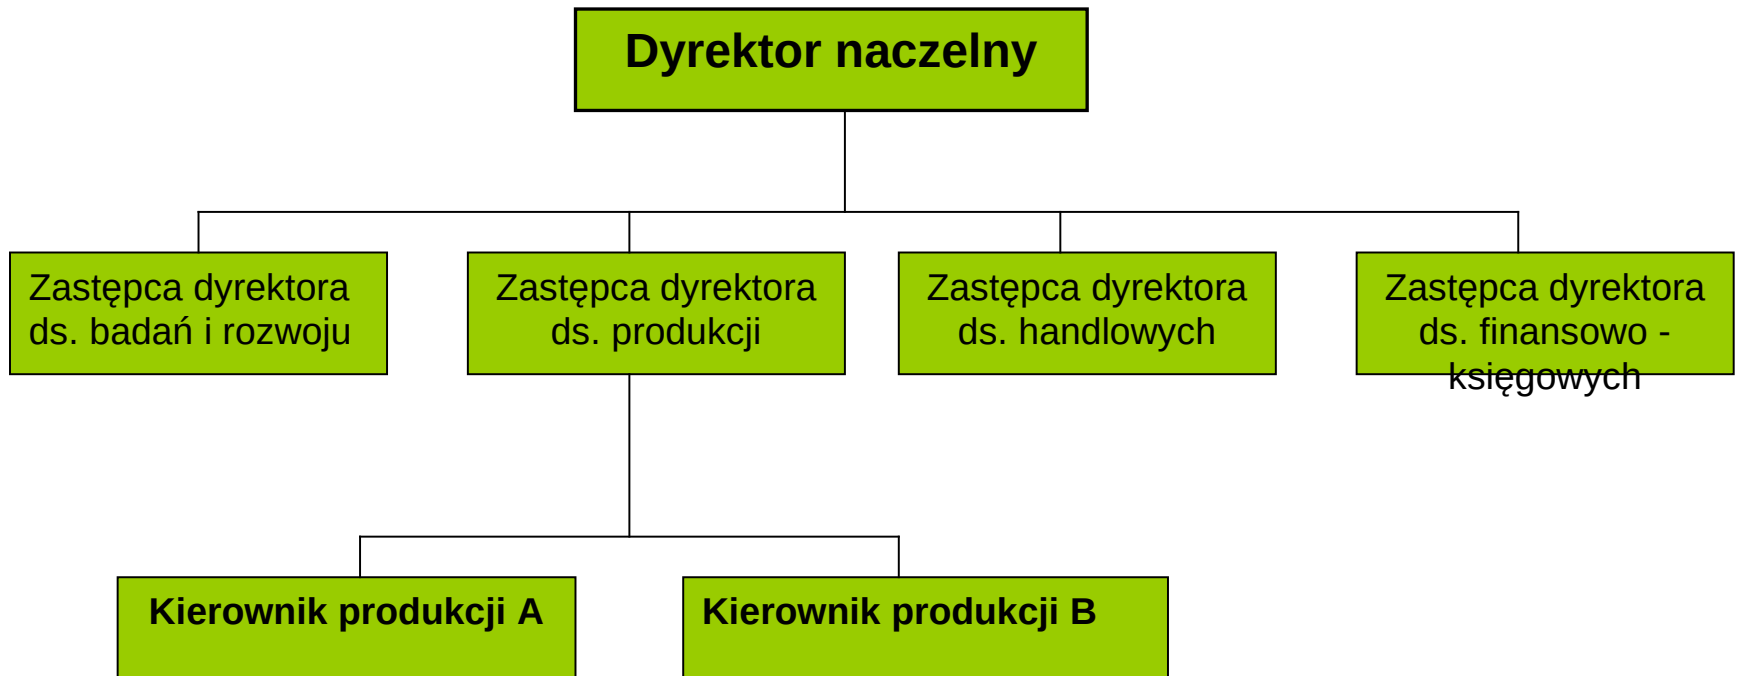 Dyrektor naczelny
Zastępca dyrektora
ds. badań i rozwoju
Zastępca dyrektora
ds. produkcji
Zastępca dyrektora
ds. handlowych
Zastępca dyrektora
ds. finansowo -
księgowych
Kierownik produkcji A
Kierownik produkcji B